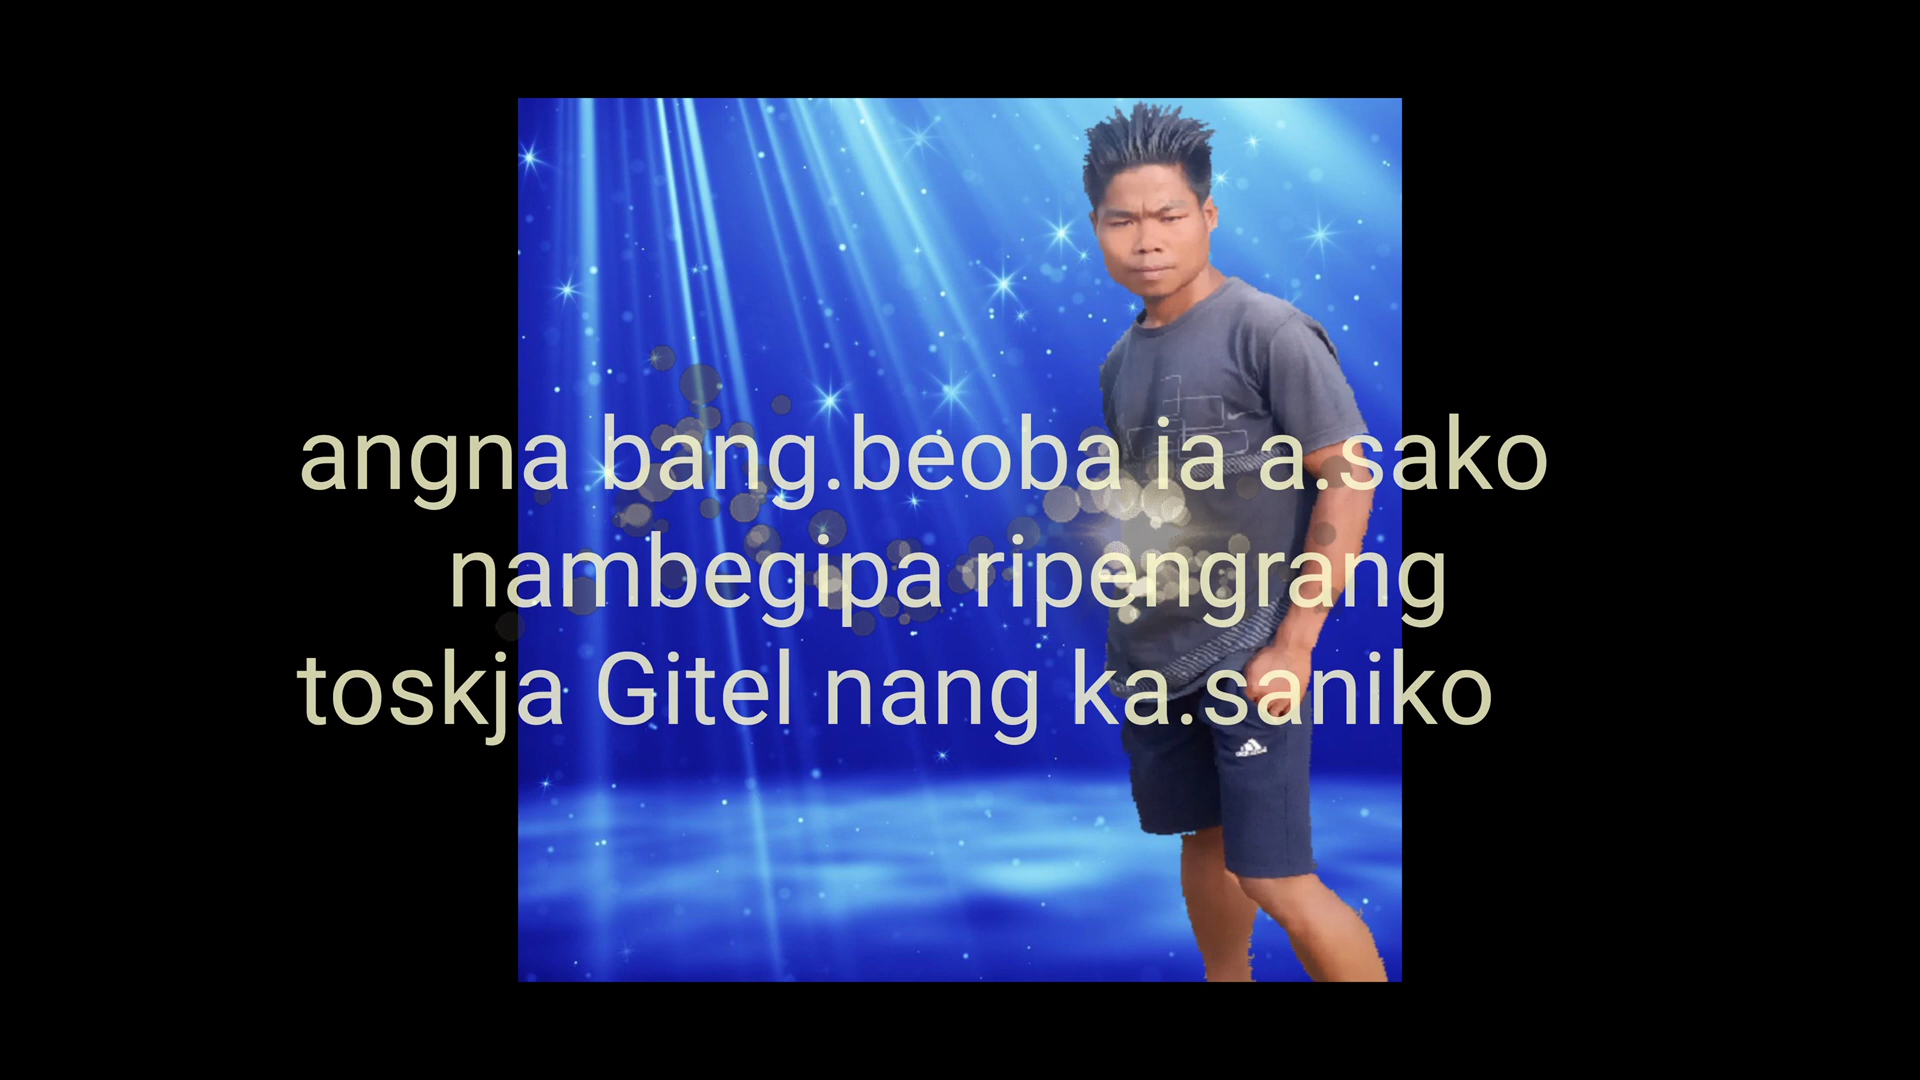 angna bang.beoba ia a.sako
nambegipa ripengrang
toskja Gitel nang ka.saniko